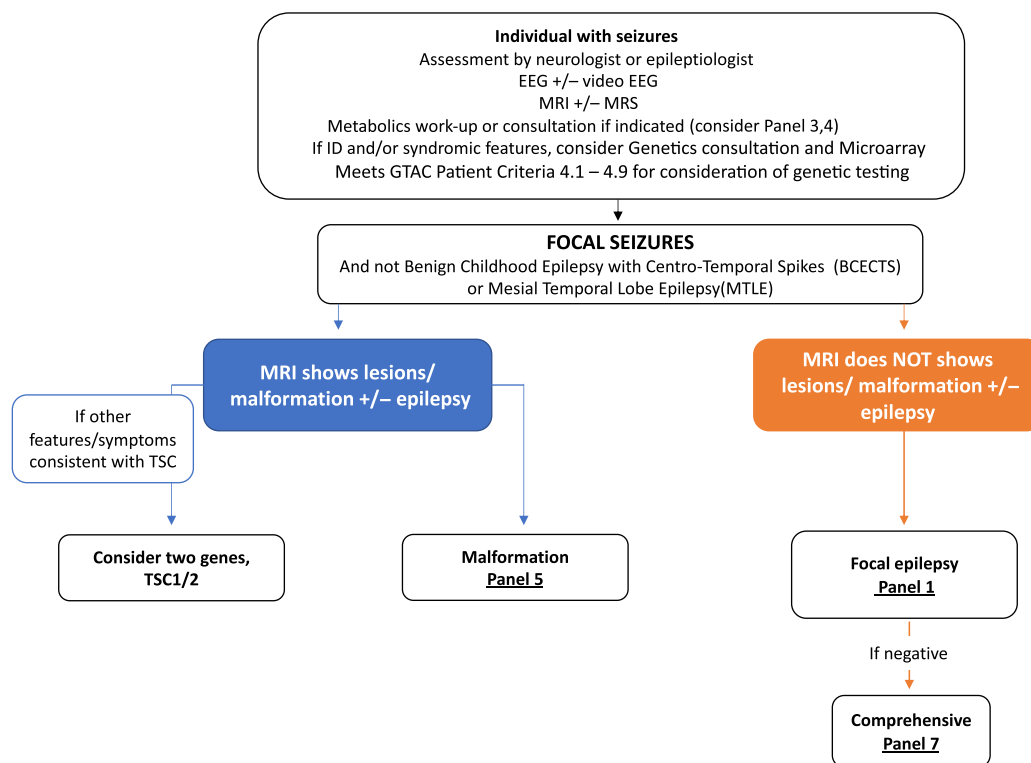 Individual with seizures
Assessment by neurologist or epileptiologist
EEG +/– video EEG
MRI +/– MRS
Metabolics work-up or consultation if indicated (consider Panel 3,4)
If ID and/or syndromic features, consider Genetics consultation and Microarray
Meets GTAC Patient Criteria 4.1 – 4.9 for consideration of genetic testing
FOCAL SEIZURES
And not Benign Childhood Epilepsy with Centro-Temporal Spikes (BCECTS)
or Mesial Temporal Lobe Epilepsy(MTLE)
MRI shows lesions/
malformation +/– epilepsy
MRI does NOT shows
lesions/ malformation +/–
epilepsy
If other
features/symptoms
consistent with TSC
Consider two genes,
TSC1/2
Malformation
Panel 5
Focal epilepsy
Panel 1
If negative
Comprehensive
Panel 7